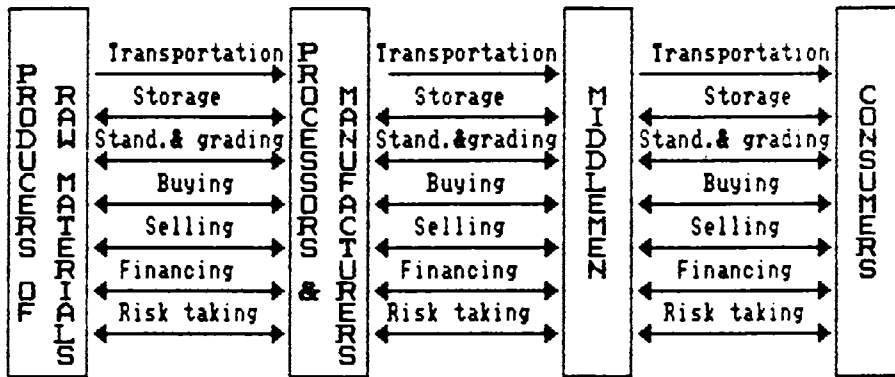 PRODUCERS OF
RAW MATERIALS
Transportation
Storage
Stand.& grading
Buying
Selling
Financing
Risk taking
PROCESSORS &
MANUFACTURERS
Transportation
Storage
Stand.&grading
Buying
Selling
Financing
Risk taking
MIDDLEMEN
Transportation
Storage
Stand.& grading
Buying
Selling
Financing
Risk taking
CONSUMERS